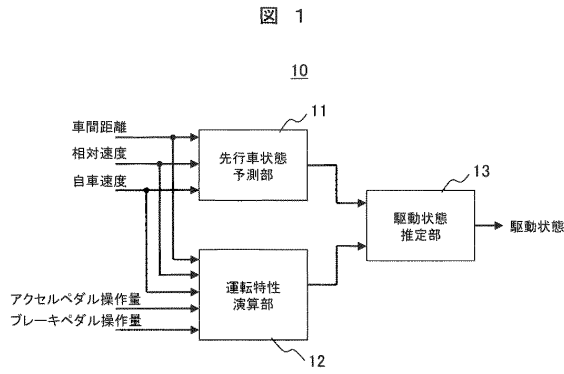 図 1
10
車間距離
相対速度
自車速度
11
先行車状態
予測部
13
駆動状態
推定部
駆動状態
アクセルペダル操作量
ブレーキペダル操作量
運転特性
演算部
12